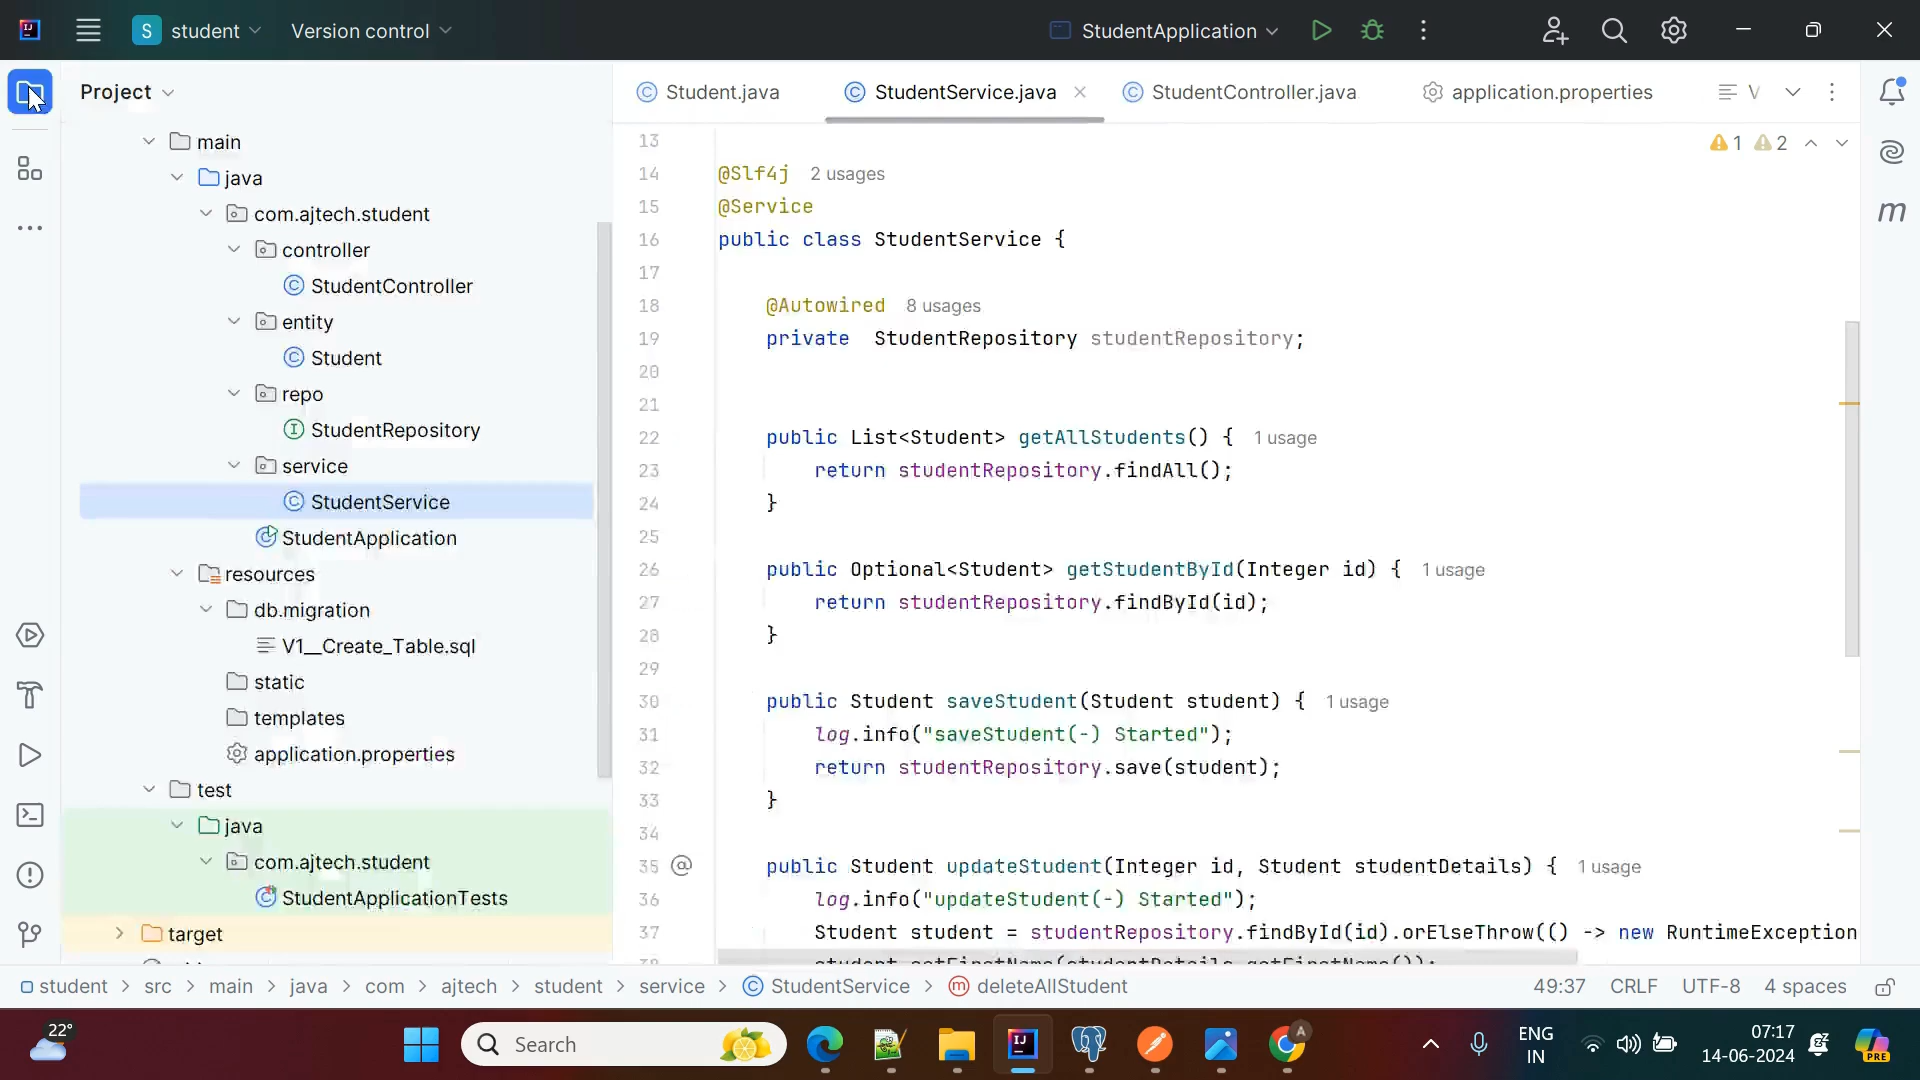 S student Version control StudentApplication
Project
Student.java StudentService.java StudentController.java application.properties V
main
java
com.ajtech.student
controller
StudentController
entity
Student
repo
StudentRepository
service
StudentService
StudentApplication
resources
db.migration
V1__Create_Table.sql
static
templates
application.properties
test
java
com.ajtech.student
StudentApplicationTests
target
1 2
13
14 @Slf4j 2 usages
15 @Service
16 public class StudentService {
17
18 @Autowired 8 usages
19 private StudentRepository studentRepository;
20
21
22 public List<Student> getAllStudents() { 1 usage
23 return studentRepository.findAll();
24 }
25
26 public Optional<Student> getStudentById(Integer id) { 1 usage
27 return studentRepository.findById(id);
28 }
29
30 public Student saveStudent(Student student) { 1 usage
31 log.info("saveStudent(-) Started");
32 return studentRepository.save(student);
33 }
34
35 public Student updateStudent(Integer id, Student studentDetails) { 1 usage
36 log.info("updateStudent(-) Started");
37 Student student = studentRepository.findById(id).orElseThrow(() -> new RuntimeException
student > src > main > java > com > ajtech > student > service > StudentService > deleteAllStudent 49:37 CRLF UTF-8 4 spaces
22° Search ENG IN 07:17 14-06-2024 PRE